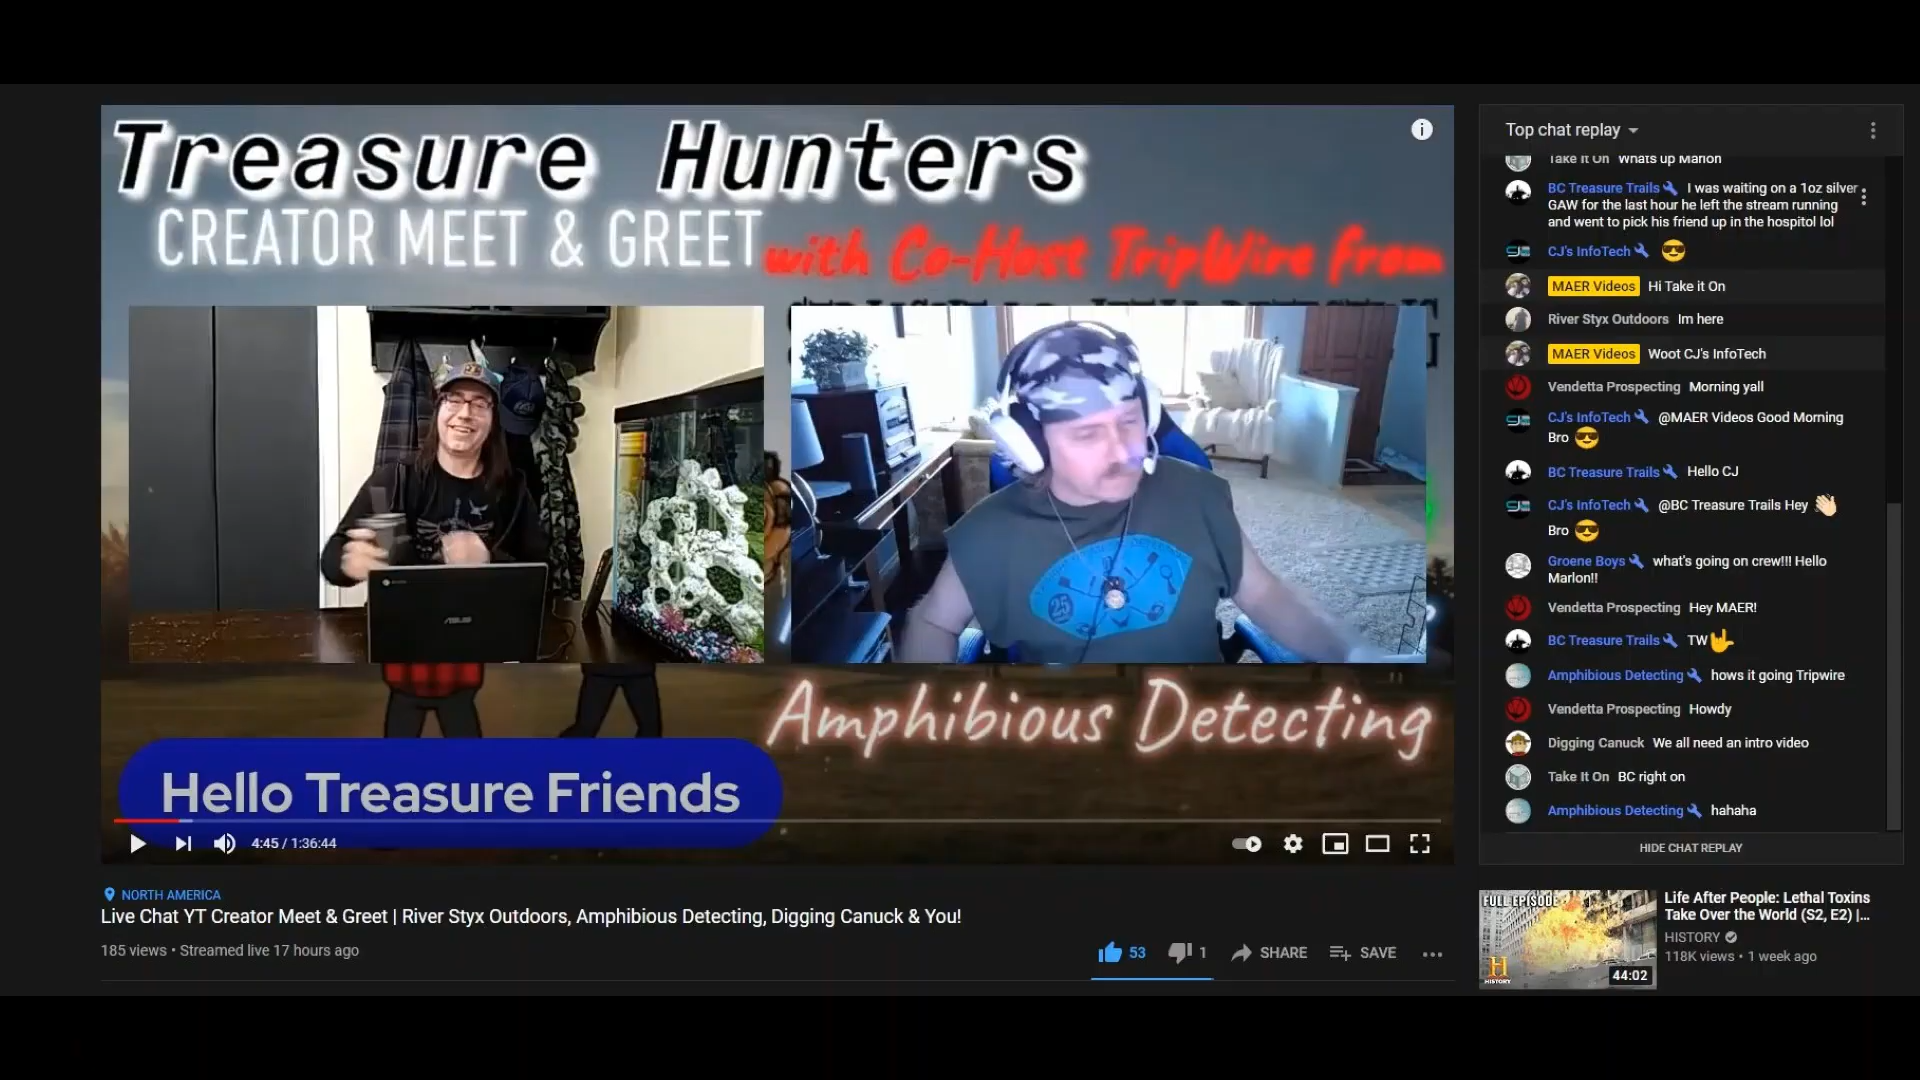 Treasure Hunters
CREATOR MEET & GREET
with Co-Host TripWire from
ASUS
25
Amphibious Detecting
Hello Treasure Friends
4:45 / 1:36:44
NORTH AMERICA
Live Chat YT Creator Meet & Greet | River Styx Outdoors, Amphibious Detecting, Digging Canuck & You!
185 views • Streamed live 17 hours ago
53
1
SHARE
SAVE
Top chat replay
Take It On Whats up Marlon
BC Treasure Trails I was waiting on a 1oz silver
GAW for the last hour he left the stream running
and went to pick his friend up in the hospitol lol
CJ's InfoTech 😎
MAER Videos Hi Take it On
River Styx Outdoors Im here
MAER Videos Woot CJ's InfoTech
Vendetta Prospecting Morning yall
CJ's InfoTech @MAER Videos Good Morning
Bro 😎
BC Treasure Trails Hello CJ
CJ's InfoTech @BC Treasure Trails Hey 👋🏻
Bro 😎
Groene Boys what's going on crew!!! Hello
Marlon!!
Vendetta Prospecting Hey MAER!
BC Treasure Trails TW🤟
Amphibious Detecting hows it going Tripwire
Vendetta Prospecting Howdy
Digging Canuck We all need an intro video
Take It On BC right on
Amphibious Detecting hahaha
HIDE CHAT REPLAY
FULL EPISODE
H
HISTORY
44:02
Life After People: Lethal Toxins
Take Over the World (S2, E2) |...
HISTORY
118K views • 1 week ago